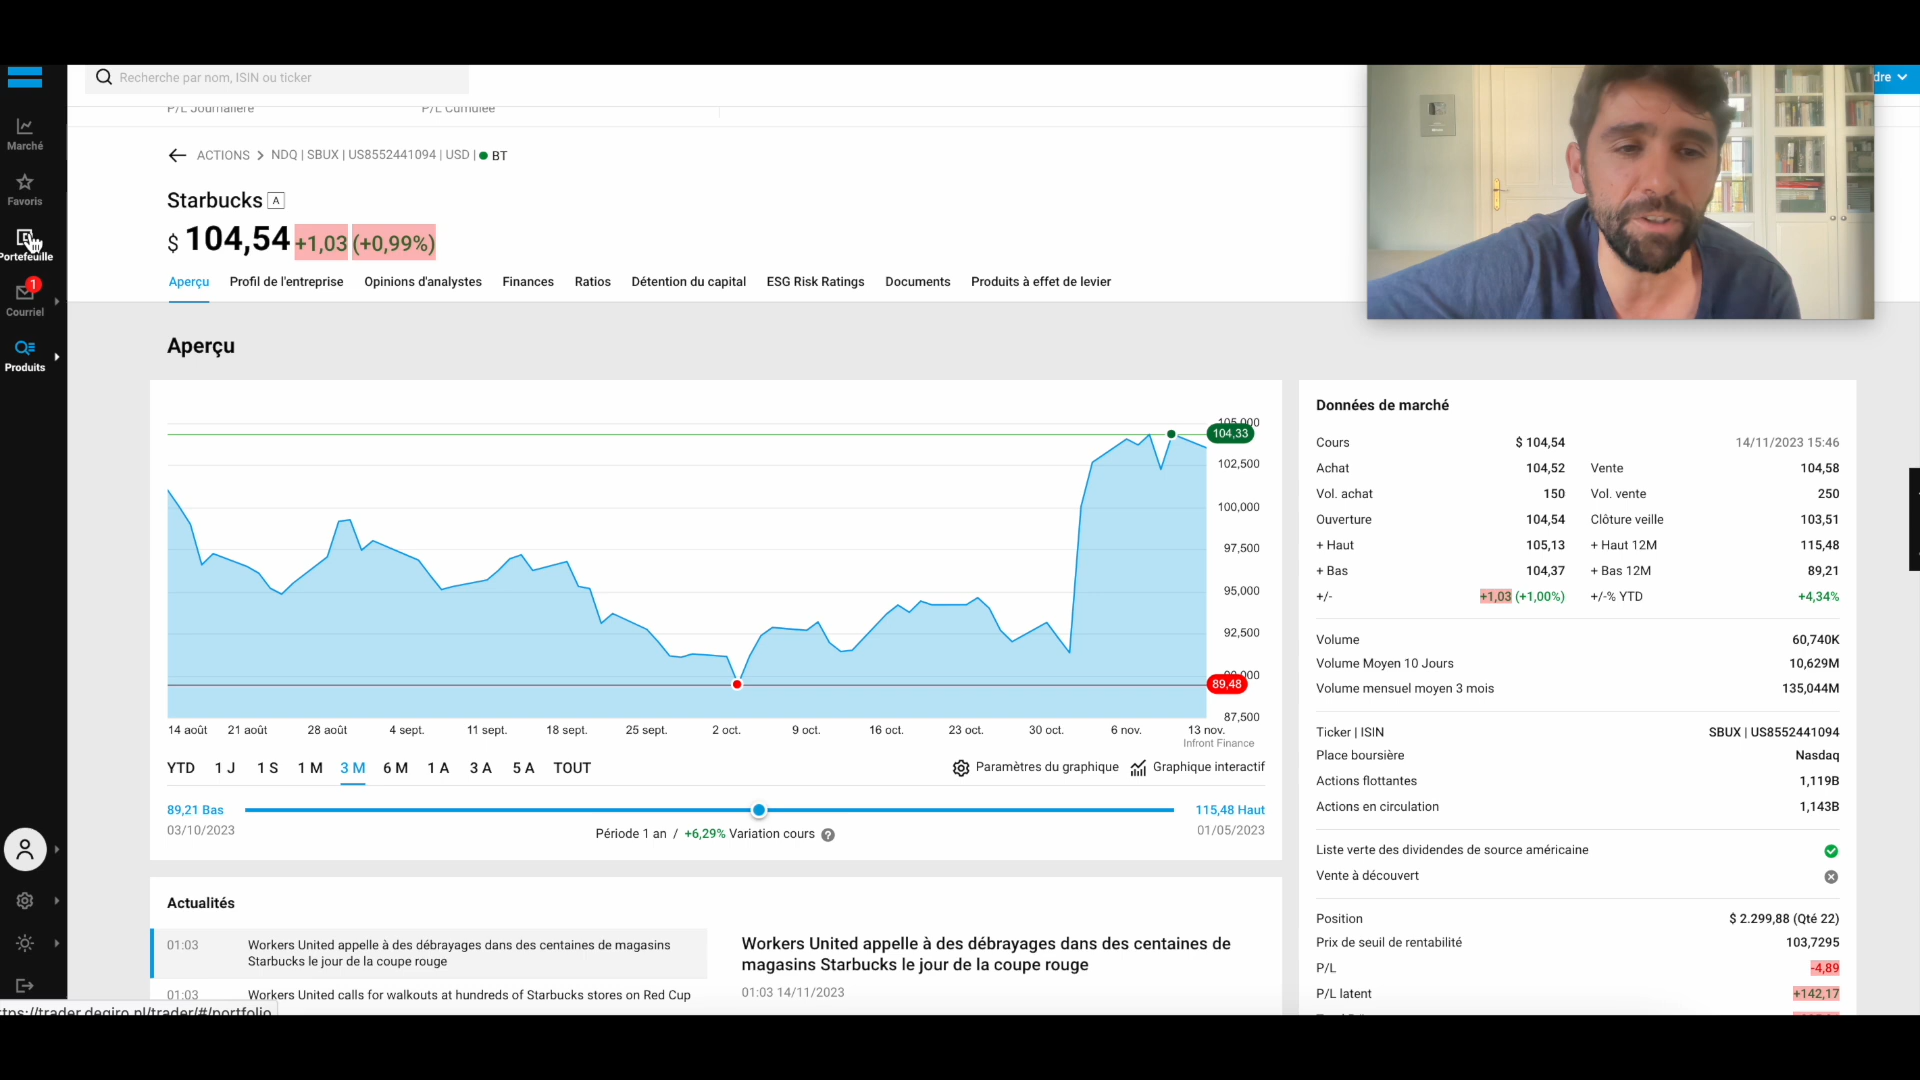 Recherche par nom, ISIN ou ticker
dre
P/L Journalière
P/L Cumulée
Marché
Favoris
Portefeuille
1
Courriel
Produits
ACTIONS > NDQ | SBUX | US8552441094 | USD | BT
Starbucks A
$ 104,54 +1,03 (+0,99%)
Aperçu Profil de l'entreprise Opinions d'analystes Finances Ratios Détention du capital ESG Risk Ratings Documents Produits à effet de levier
Aperçu
105,000
104,33
102,500
100,000
97,500
95,000
92,500
89,48
87,500
14 août 21 août 28 août 4 sept. 11 sept. 18 sept. 25 sept. 2 oct. 9 oct. 16 oct. 23 oct. 30 oct. 6 nov. 13 nov.
Infront Finance
YTD 1 J 1 S 1 M 3 M 6 M 1 A 3 A 5 A TOUT Paramètres du graphique Graphique interactif
89,21 Bas 115,48 Haut
03/10/2023 Période 1 an / +6,29% Variation cours ? 01/05/2023
Actualités
01:03 Workers United appelle à des débrayages dans des centaines de magasins
Starbucks le jour de la coupe rouge
01:03 Workers United calls for walkouts at hundreds of Starbucks stores on Red Cup
Workers United appelle à des débrayages dans des centaines de
magasins Starbucks le jour de la coupe rouge
01:03 14/11/2023
Données de marché
Cours $ 104,54 14/11/2023 15:46
Achat 104,52 Vente 104,58
Vol. achat 150 Vol. vente 250
Ouverture 104,54 Clôture veille 103,51
+ Haut 105,13 + Haut 12M 115,48
+ Bas 104,37 + Bas 12M 89,21
+/- +1,03 (+1,00%) +/-% YTD +4,34%
Volume 60,740K
Volume Moyen 10 Jours 10,629M
Volume mensuel moyen 3 mois 135,044M
Ticker | ISIN SBUX | US8552441094
Place boursière Nasdaq
Actions flottantes 1,119B
Actions en circulation 1,143B
Liste verte des dividendes de source américaine
Vente à découvert
Position $ 2.299,88 (Qté 22)
Prix de seuil de rentabilité 103,7295
P/L -4,89
P/L latent +142,17
ttps://trader.degiro.nl/trader/#/portfolio